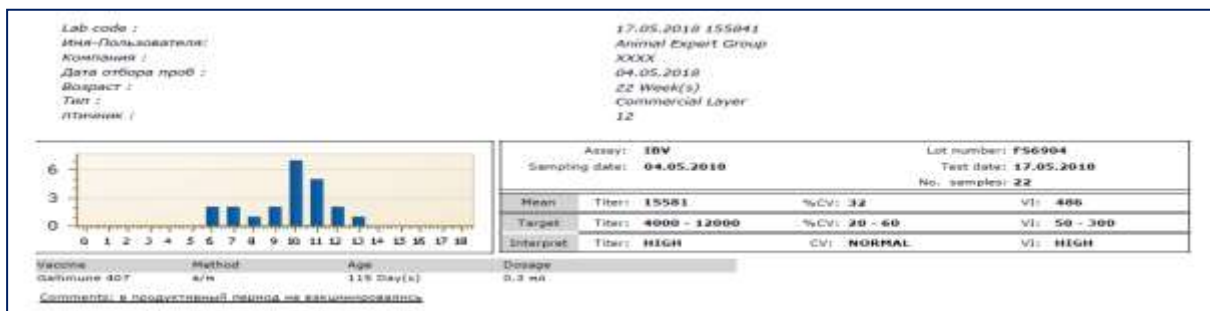 Lab code : 17.05.2018 155841
Имя-Пользователя: Animal Expert Group
Компания : XXXX
Дата отбора проб : 04.05.2018
Возраст : 22 Week(s)
Тип : Commercial Layer
птичник : 12
Assay: IBV Lot number: FS6904
Sampling date: 04.05.2018 Test date: 17.05.2018
No. samples: 22
6
3
0
0 1 2 3 4 5 6 7 8 9 10 11 12 13 14 15 16 17 18
Mean Titer: 15581 %CV: 32 VI: 486
Target Titer: 4000 - 12000 %CV: 20 - 60 VI: 50 - 300
Interpret Titer: HIGH CV: NORMAL VI: HIGH
Vaccine Method Age Dosage
Gallimune 407 в/м 115 Day(s) 0.3 мл
Comments: в продуктивный период не вакцинировались